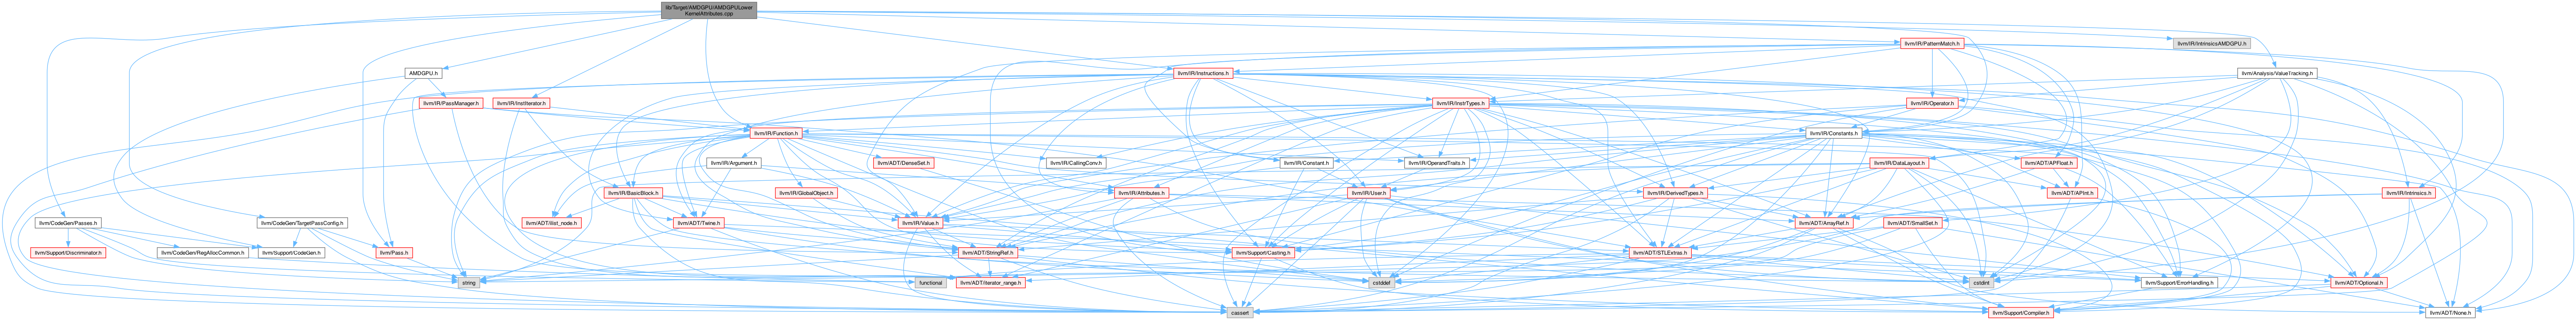 lib/Target/AMDGPU/AMDGPULower
KernelAttributes.cpp
llvm/IR/PatternMatch.h
llvm/IR/IntrinsicsAMDGPU.h
AMDGPU.h
llvm/IR/Instructions.h
llvm/Analysis/ValueTracking.h
llvm/IR/PassManager.h
llvm/IR/InstIterator.h
llvm/IR/InstrTypes.h
llvm/IR/Operator.h
llvm/IR/Function.h
llvm/IR/Constants.h
llvm/IR/Argument.h
llvm/ADT/DenseSet.h
llvm/IR/CallingConv.h
llvm/IR/Constant.h
llvm/IR/OperandTraits.h
llvm/IR/DataLayout.h
llvm/ADT/APFloat.h
llvm/IR/BasicBlock.h
llvm/IR/GlobalObject.h
llvm/IR/Attributes.h
llvm/IR/User.h
llvm/IR/DerivedTypes.h
llvm/ADT/APInt.h
llvm/IR/Intrinsics.h
llvm/CodeGen/Passes.h
llvm/CodeGen/TargetPassConfig.h
llvm/ADT/ilist_node.h
llvm/ADT/Twine.h
llvm/IR/Value.h
llvm/ADT/ArrayRef.h
llvm/ADT/SmallSet.h
llvm/Support/Discriminator.h
llvm/CodeGen/RegAllocCommon.h
llvm/Support/CodeGen.h
llvm/Pass.h
llvm/ADT/StringRef.h
llvm/Support/Casting.h
llvm/ADT/STLExtras.h
string
functional
llvm/ADT/iterator_range.h
cstddef
cstdint
llvm/Support/ErrorHandling.h
llvm/ADT/Optional.h
cassert
llvm/Support/Compiler.h
llvm/ADT/None.h